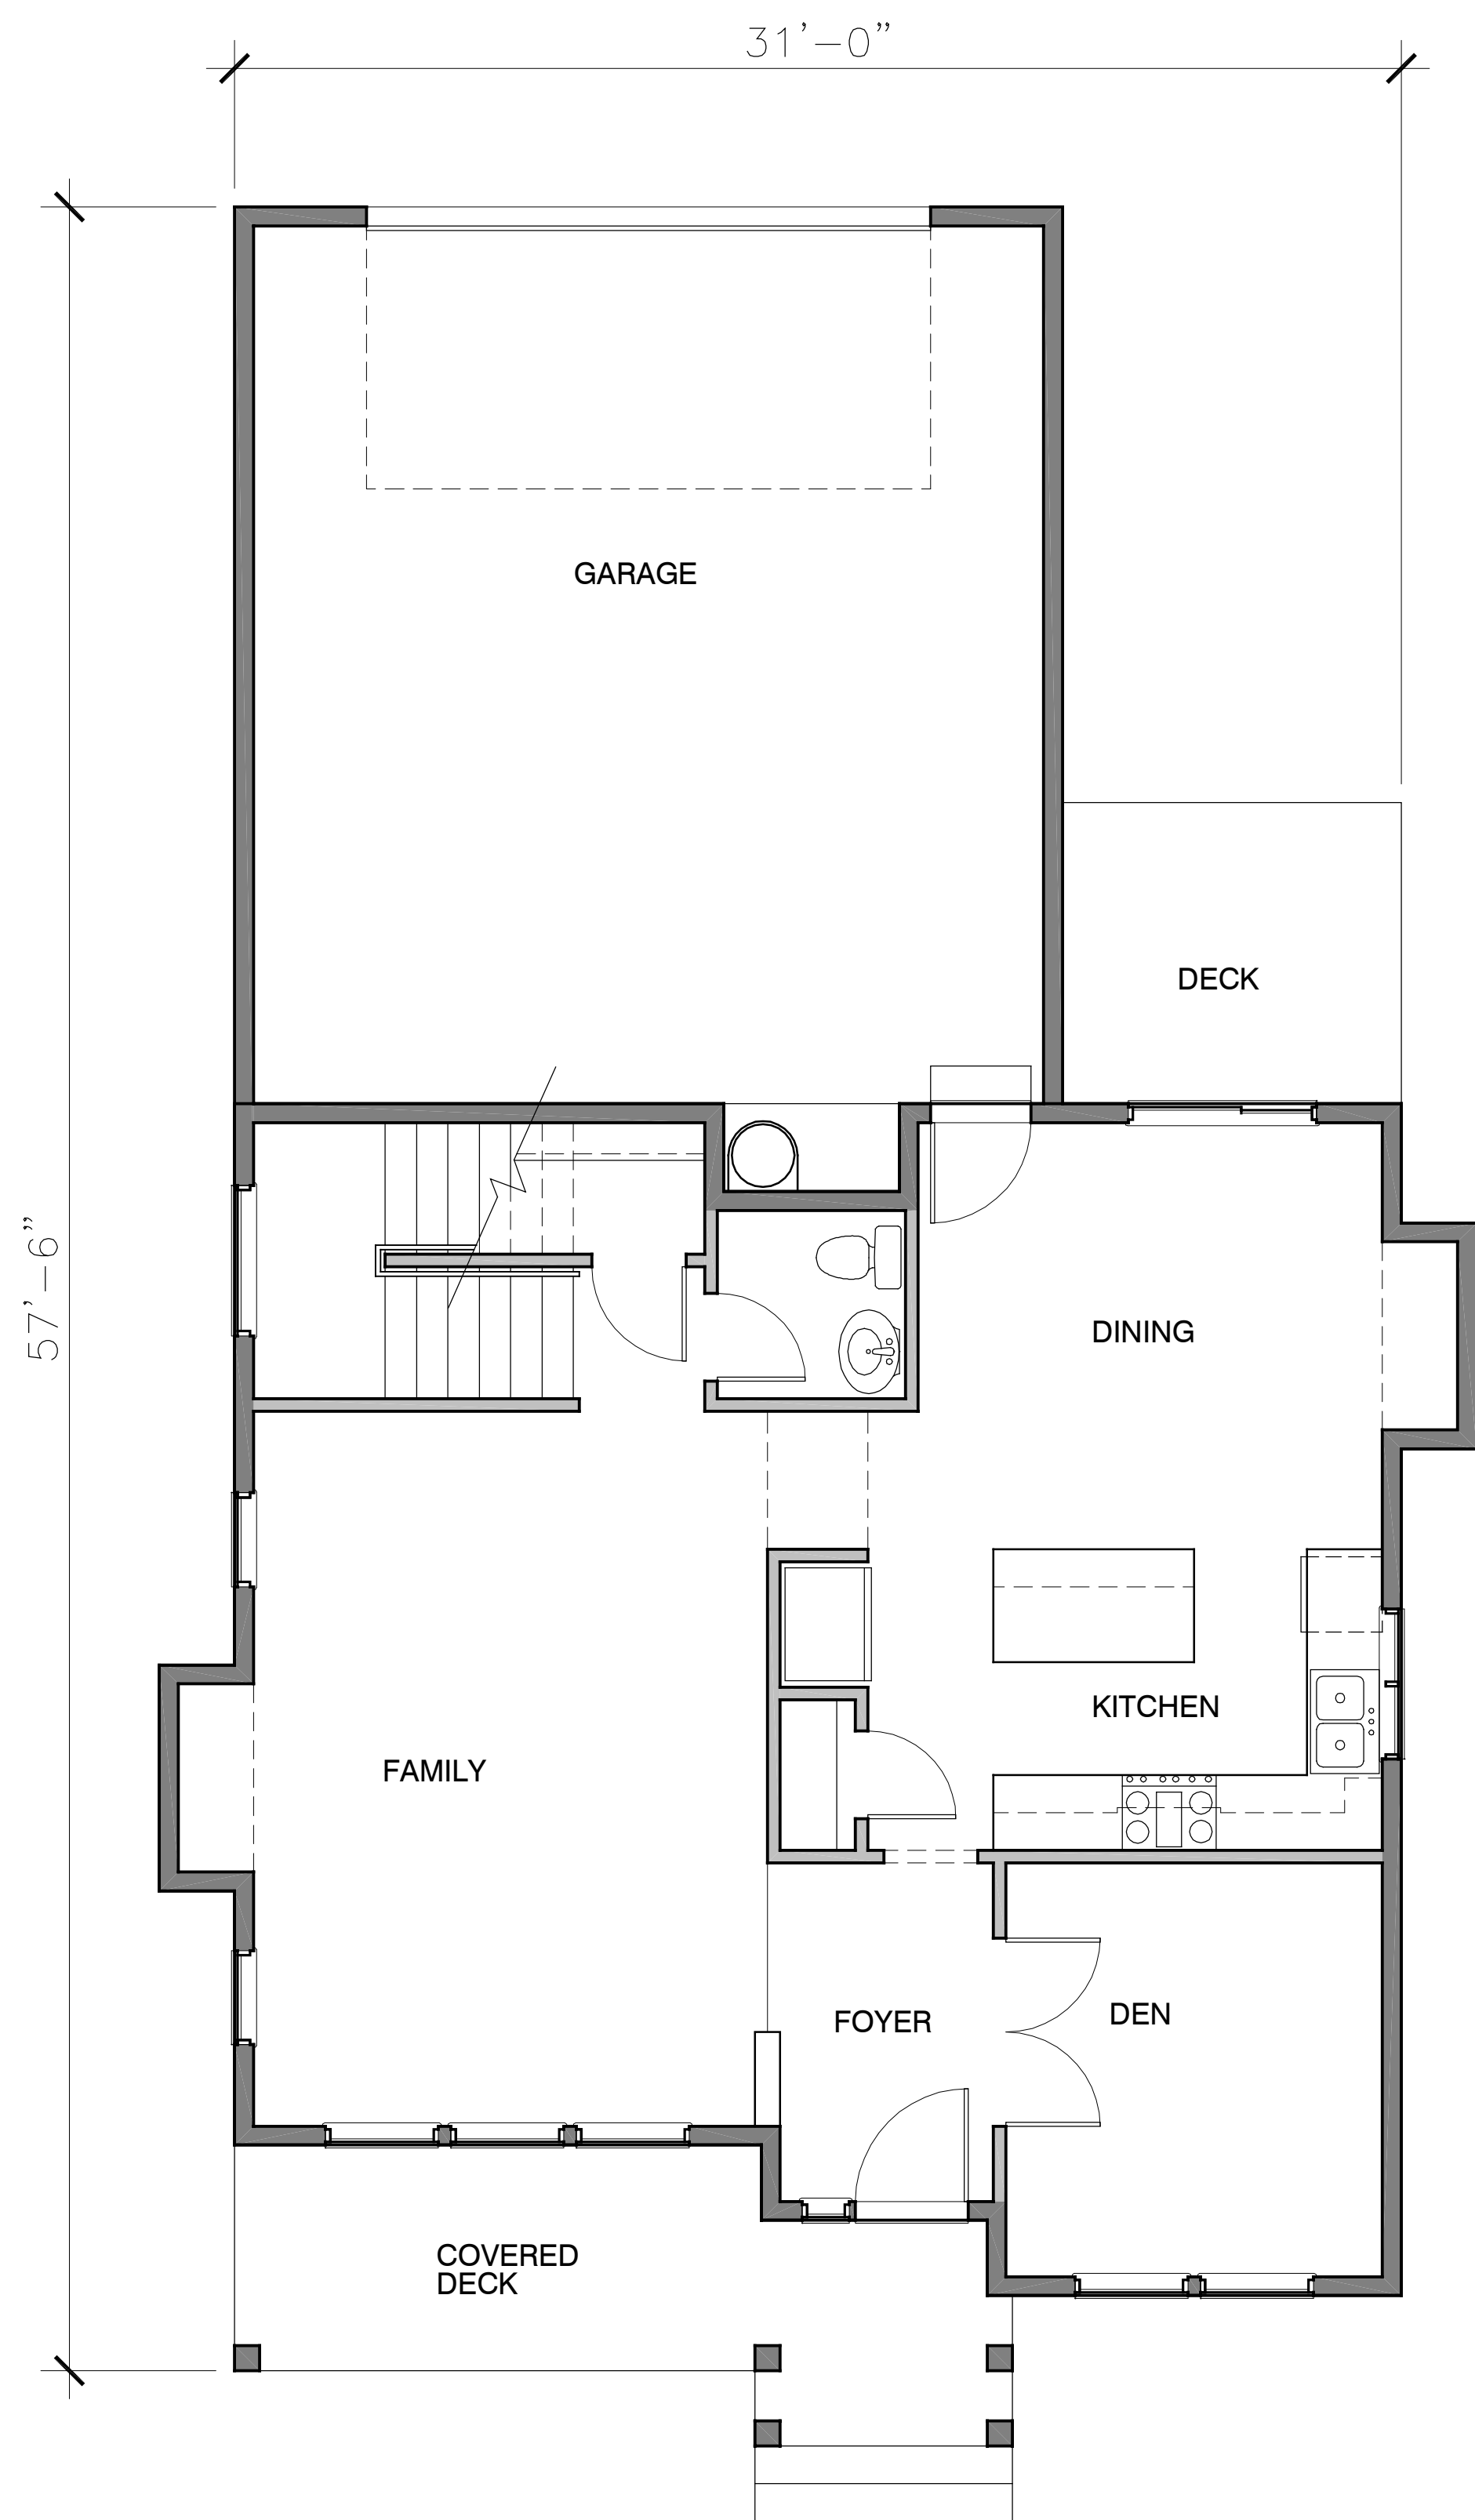 31'-0"
57'-6"
GARAGE
DECK
DINING
KITCHEN
FAMILY
FOYER
DEN
COVERED
DECK